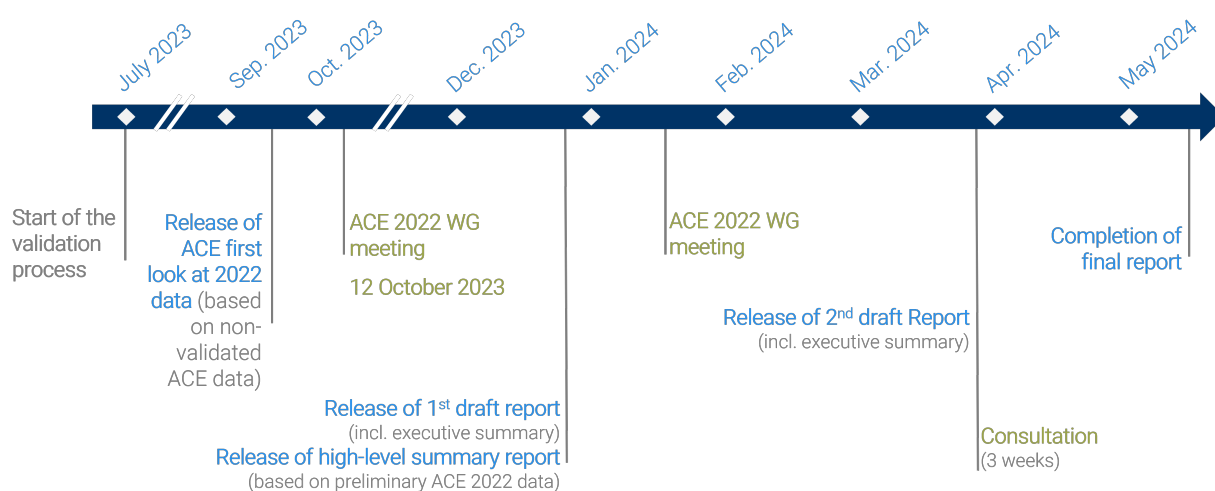 July 2023
Sep. 2023
Oct. 2023
Dec. 2023
Jan. 2024
Feb. 2024
Mar. 2024
Apr. 2024
May 2024
Start of the
validation
process
Release of
ACE first
look at 2022
data (based
on non-
validated
ACE data)
ACE 2022 WG
meeting
12 October 2023
Release of 1st draft report
(incl. executive summary)
Release of high-level summary report
(based on preliminary ACE 2022 data)
ACE 2022 WG
meeting
Release of 2nd draft Report
(incl. executive summary)
Consultation
(3 weeks)
Completion of
final report